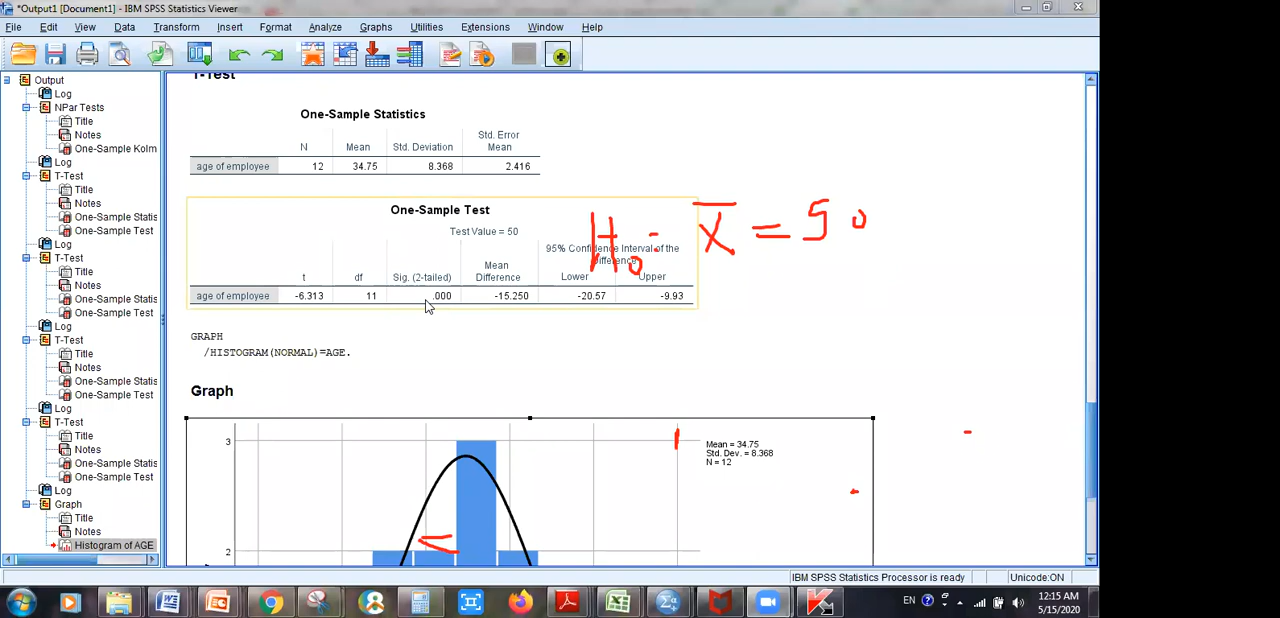 *Output1 [Document1] - IBM SPSS Statistics Viewer
File Edit View Data Transform Insert Format Analyze Graphs Utilities Extensions Window Help
Output
Log
NPar Tests
Title
Notes
One-Sample Kolm
Log
T-Test
Title
Notes
One-Sample Statis
One-Sample Test
Log
T-Test
Title
Notes
One-Sample Statis
One-Sample Test
Log
T-Test
Title
Notes
One-Sample Statis
One-Sample Test
Log
T-Test
Title
Notes
One-Sample Statis
One-Sample Test
Log
Graph
Title
Notes
Histogram of AGE
T-Test
One-Sample Statistics
N Mean Std. Deviation Std. Error Mean
age of employee 12 34.75 8.368 2.416
One-Sample Test
Test Value = 50
95% Confidence Interval of the Difference
t df Sig. (2-tailed) Mean Difference Lower Upper
age of employee -6.313 11 .000 -15.250 -20.57 -9.93
H0: X̄ = 50
GRAPH
/HISTOGRAM(NORMAL)=AGE.
Graph
3
2
Mean = 34.75
Std. Dev. = 8.368
N = 12
IBM SPSS Statistics Processor is ready Unicode:ON
EN 12:15 AM
5/15/2020